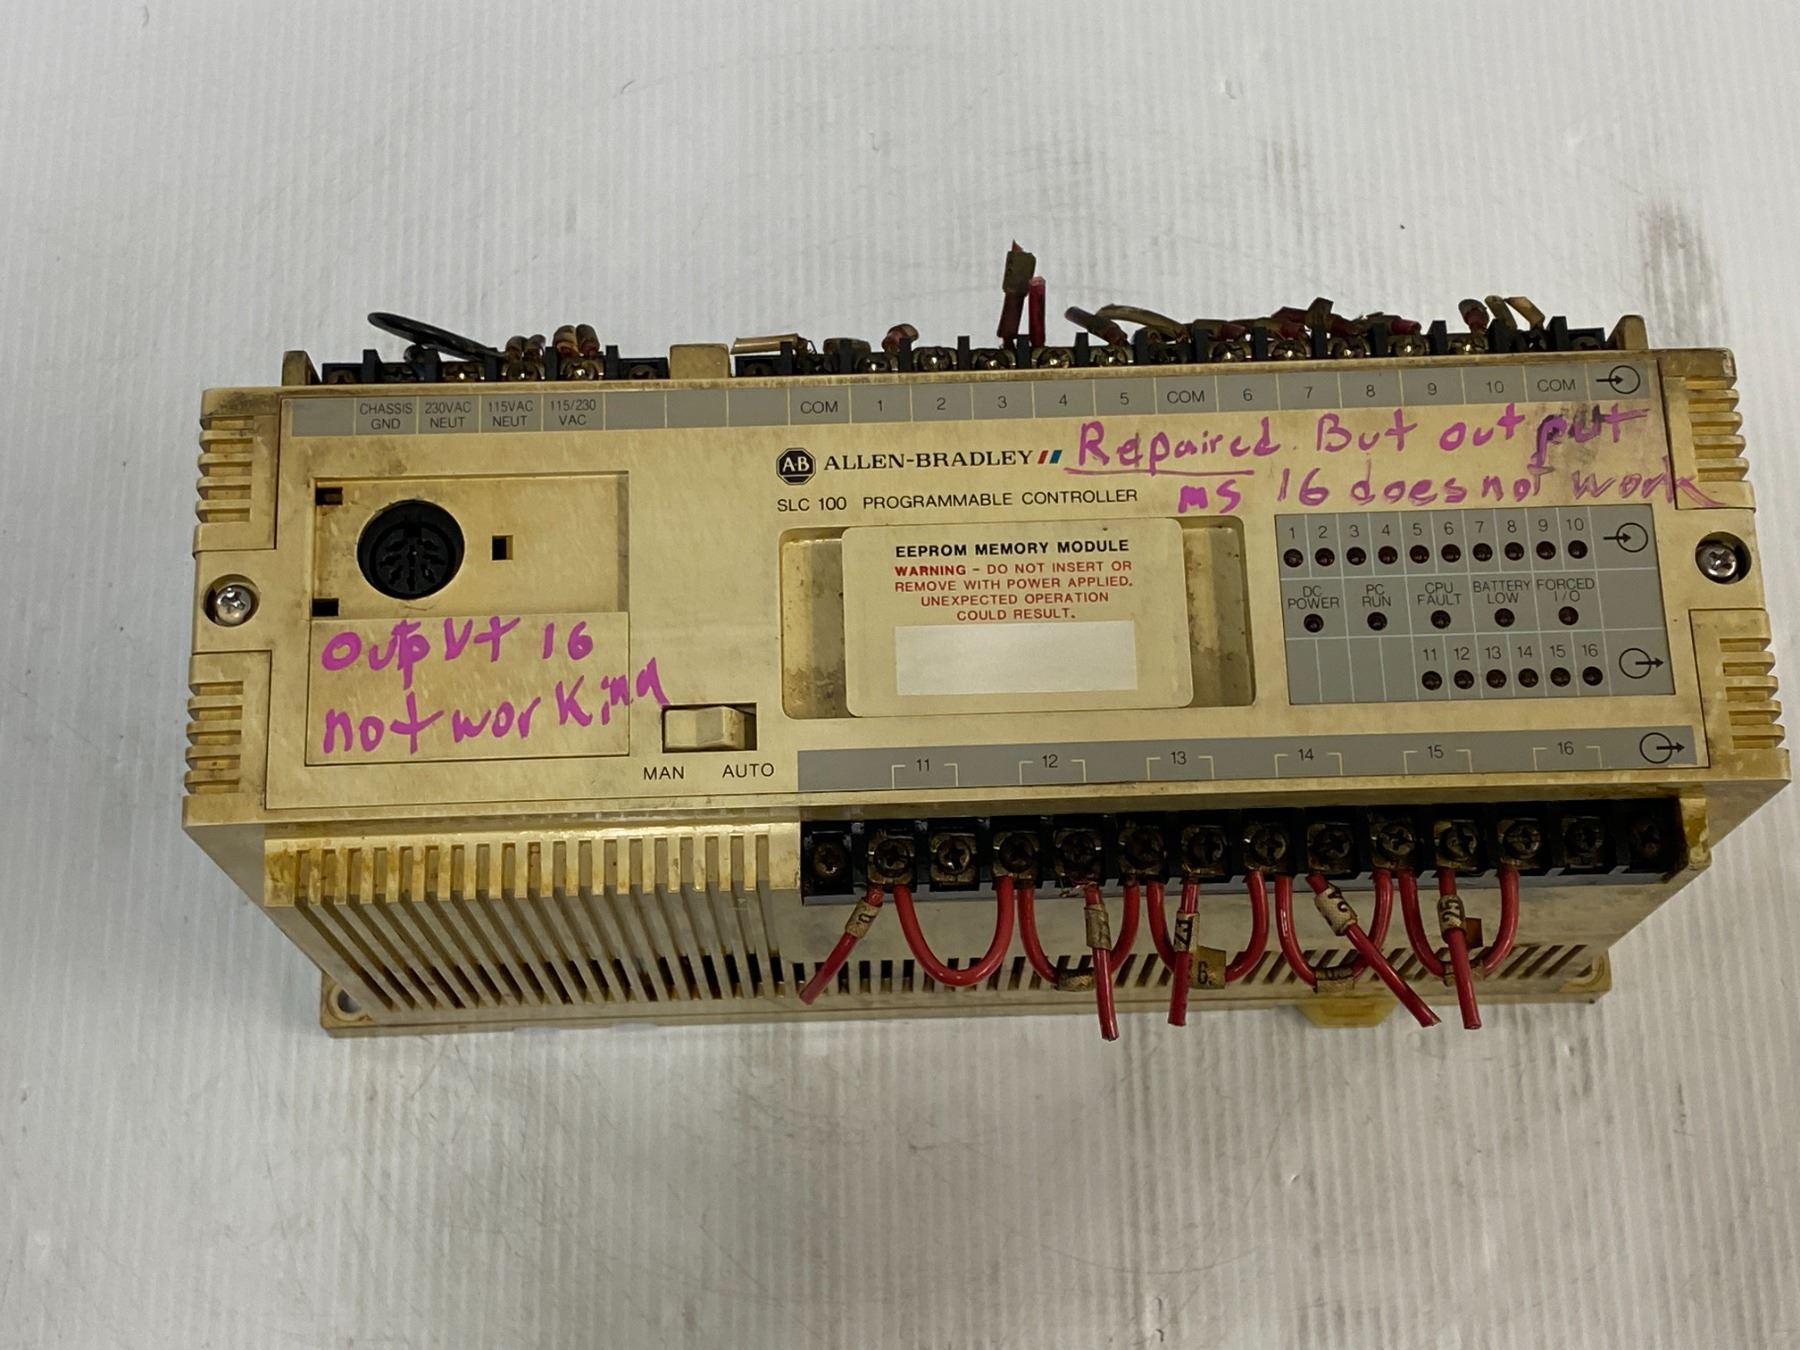 CHASSIS GND 230VAC NEUT 115VAC NEUT 115/230 VAC COM 1 2 3 4 5 COM 6 7 8 9 10 COM
AB ALLEN-BRADLEY
Repaired. But output
SLC 100 PROGRAMMABLE CONTROLLER
ms 16 does not work
EEPROM MEMORY MODULE
WARNING - DO NOT INSERT OR
REMOVE WITH POWER APPLIED.
UNEXPECTED OPERATION
COULD RESULT.
1 2 3 4 5 6 7 8 9 10
DC POWER PC RUN CPU FAULT BATTERY LOW FORCED I/O
11 12 13 14 15 16
OutpVt 16
not working
MAN AUTO
11 12 13 14 15 16